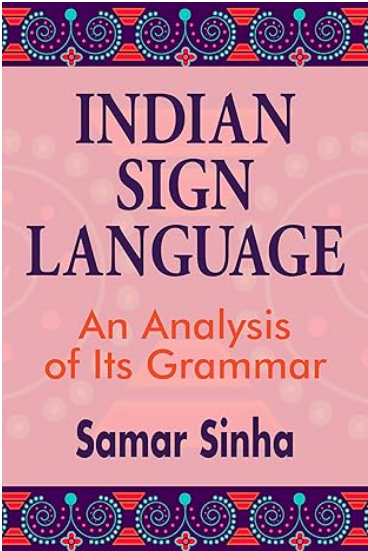 INDIAN
SIGN
LANGUAGE
An Analysis
of Its Grammar
Samar Sinha